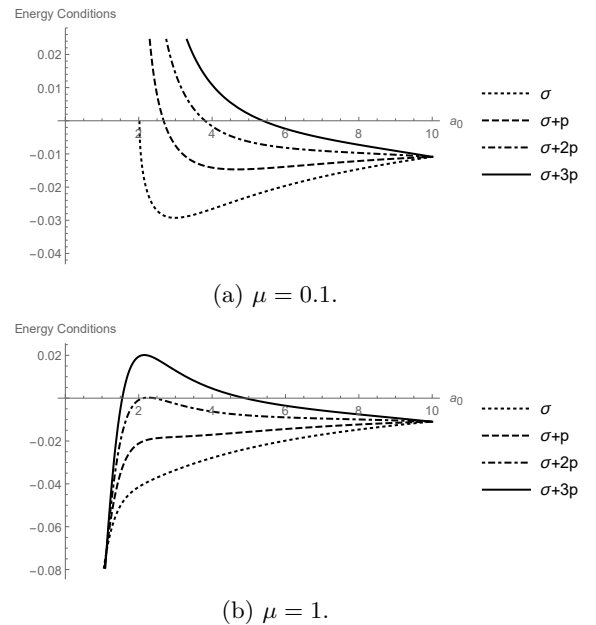 Energy Conditions
0.02
0.01
−0.01
−0.02
−0.03
−0.04
2 4 6 8 10
a0
σ
σ+p
σ+2p
σ+3p
(a) μ = 0.1.
Energy Conditions
0.02
−0.02
−0.04
−0.06
−0.08
2 4 6 8 10
a0
σ
σ+p
σ+2p
σ+3p
(b) μ = 1.